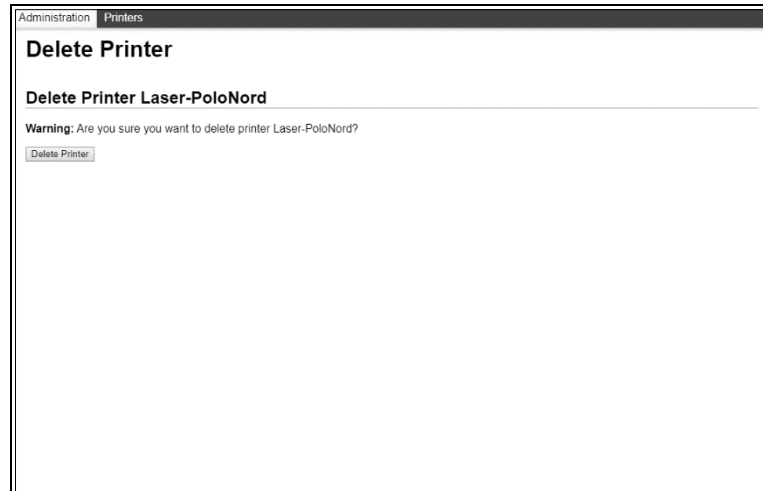 Administration Printers
Delete Printer
Delete Printer Laser-PoloNord
Warning: Are you sure you want to delete printer Laser-PoloNord?
Delete Printer